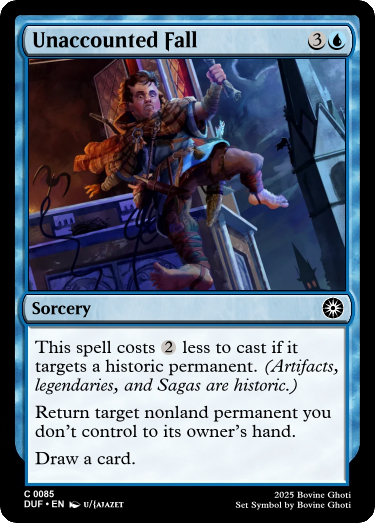 Unaccounted Fall 3
Sorcery
This spell costs 2 less to cast if it
targets a historic permanent. (Artifacts,
legendaries, and Sagas are historic.)
Return target nonland permanent you
don't control to its owner's hand.
Draw a card.
C 0085
DUF • EN U/[AJAZET
2025 Bovine Ghoti
Set Symbol by Bovine Ghoti